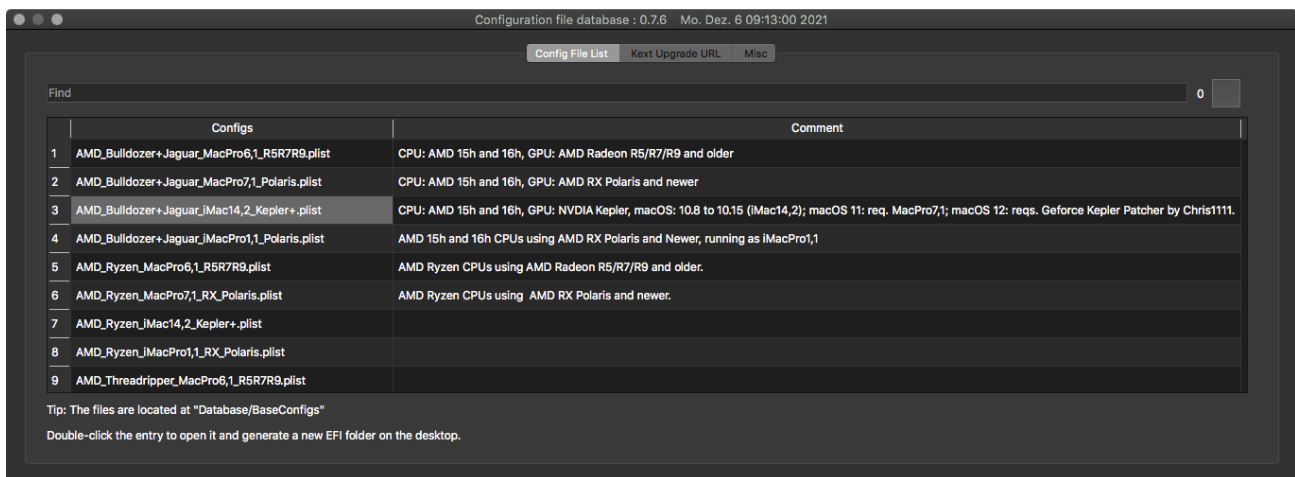 Configuration file database : 0.7.6 Mo. Dez. 6 09:13:00 2021
Config File List Kext Upgrade URL Misc
Find 0
Configs Comment
1 AMD_Bulldozer+Jaguar_MacPro6,1_R5R7R9.plist CPU: AMD 15h and 16h, GPU: AMD Radeon R5/R7/R9 and older
2 AMD_Bulldozer+Jaguar_MacPro7,1_Polaris.plist CPU: AMD 15h and 16h, GPU: AMD RX Polaris and newer
3 AMD_Bulldozer+Jaguar_iMac14,2_Kepler+.plist CPU: AMD 15h and 16h, GPU: NVDIA Kepler, macOS: 10.8 to 10.15 (iMac14,2); macOS 11: req. MacPro7,1; macOS 12: reqs. Geforce Kepler Patcher by Chris1111.
4 AMD_Bulldozer+Jaguar_iMacPro1,1_Polaris.plist AMD 15h and 16h CPUs using AMD RX Polaris and Newer, running as iMacPro1,1
5 AMD_Ryzen_MacPro6,1_R5R7R9.plist AMD Ryzen CPUs using AMD Radeon R5/R7/R9 and older.
6 AMD_Ryzen_MacPro7,1_RX_Polaris.plist AMD Ryzen CPUs using AMD RX Polaris and newer.
7 AMD_Ryzen_iMac14,2_Kepler+.plist
8 AMD_Ryzen_iMacPro1,1_RX_Polaris.plist
9 AMD_Threadripper_MacPro6,1_R5R7R9.plist
Tip: The files are located at "Database/BaseConfigs"
Double-click the entry to open it and generate a new EFI folder on the desktop.